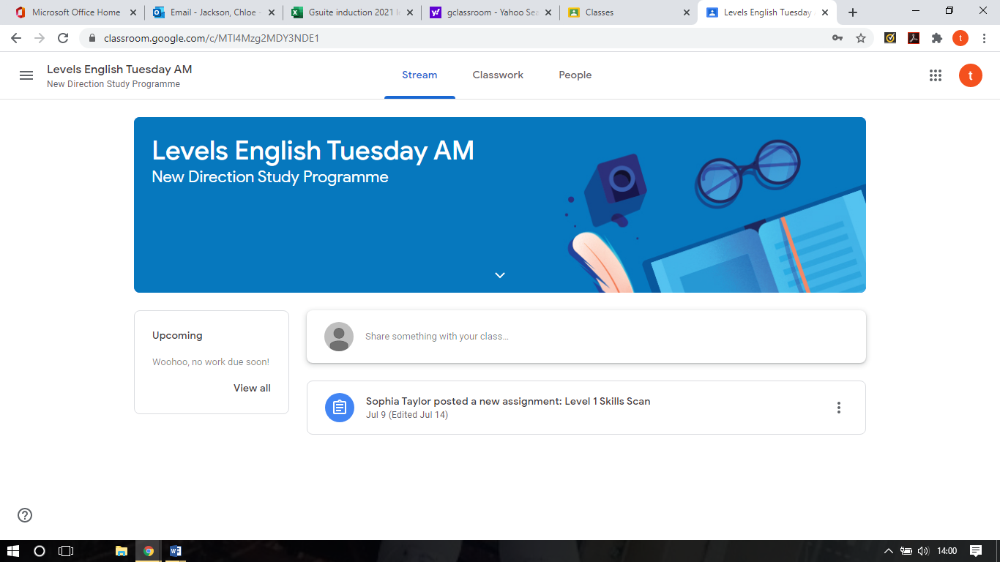 Microsoft Office Home
Email - Jackson, Chloe -
Gsuite induction 2021
gclassroom - Yahoo Sea
Classes
Levels English Tuesday
classroom.google.com/c/MTI4Mzg2MDY3NDE1
t
Levels English Tuesday AM
New Direction Study Programme
Stream
Classwork
People
t
Levels English Tuesday AM
New Direction Study Programme
Upcoming
Woohoo, no work due soon!
View all
Share something with your class...
Sophia Taylor posted a new assignment: Level 1 Skills Scan
Jul 9 (Edited Jul 14)
14:00